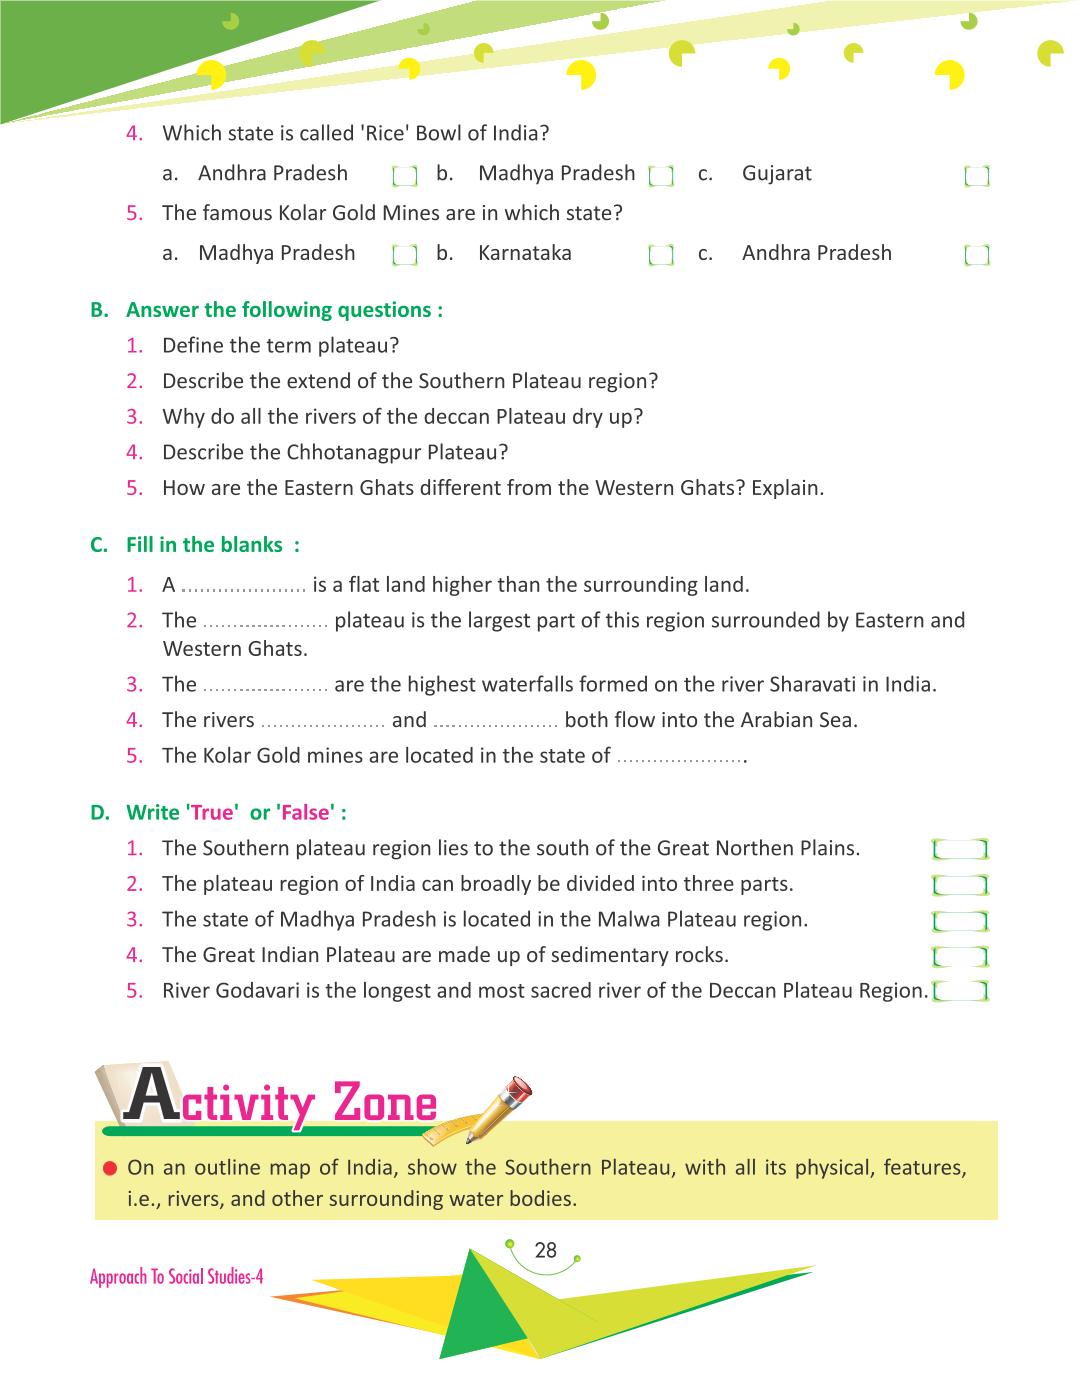 4. Which state is called 'Rice' Bowl of India?
a. Andhra Pradesh b. Madhya Pradesh c. Gujarat
5. The famous Kolar Gold Mines are in which state?
a. Madhya Pradesh b. Karnataka c. Andhra Pradesh
B. Answer the following questions :
1. Define the term plateau?
2. Describe the extend of the Southern Plateau region?
3. Why do all the rivers of the deccan Plateau dry up?
4. Describe the Chhotanagpur Plateau?
5. How are the Eastern Ghats different from the Western Ghats? Explain.
C. Fill in the blanks :
1. A ..................... is a flat land higher than the surrounding land.
2. The ..................... plateau is the largest part of this region surrounded by Eastern and
Western Ghats.
3. The ..................... are the highest waterfalls formed on the river Sharavati in India.
4. The rivers ..................... and ..................... both flow into the Arabian Sea.
5. The Kolar Gold mines are located in the state of ......................
D. Write 'True' or 'False' :
1. The Southern plateau region lies to the south of the Great Northen Plains.
2. The plateau region of India can broadly be divided into three parts.
3. The state of Madhya Pradesh is located in the Malwa Plateau region.
4. The Great Indian Plateau are made up of sedimentary rocks.
5. River Godavari is the longest and most sacred river of the Deccan Plateau Region.
Activity Zone
On an outline map of India, show the Southern Plateau, with all its physical, features,
i.e., rivers, and other surrounding water bodies.
28
Approach To Social Studies-4